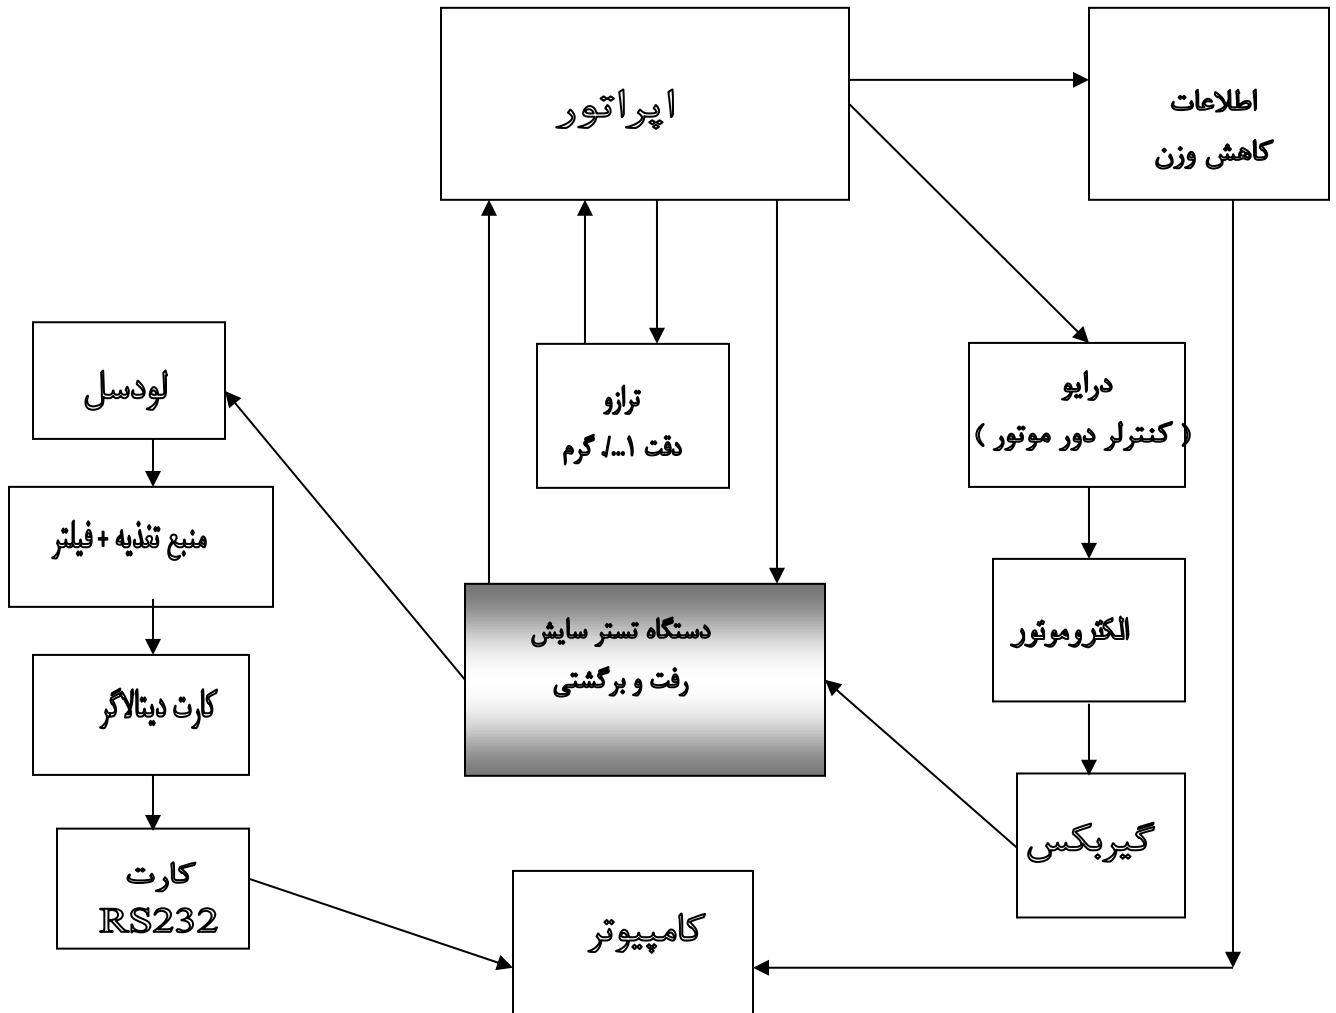 اپراتور
اطلاعات
کاهش وزن
لودسل
ترازو
دقت ۱...‎/. گرم
درایو
( کنترلر دور موتور )
منبع تغذیه + فیلتر
دستگاه تستر سایش
رفت و برگشتی
الکتروموتور
کارت دیتالاگر
گیربکس
کارت
RS232
کامپیوتر